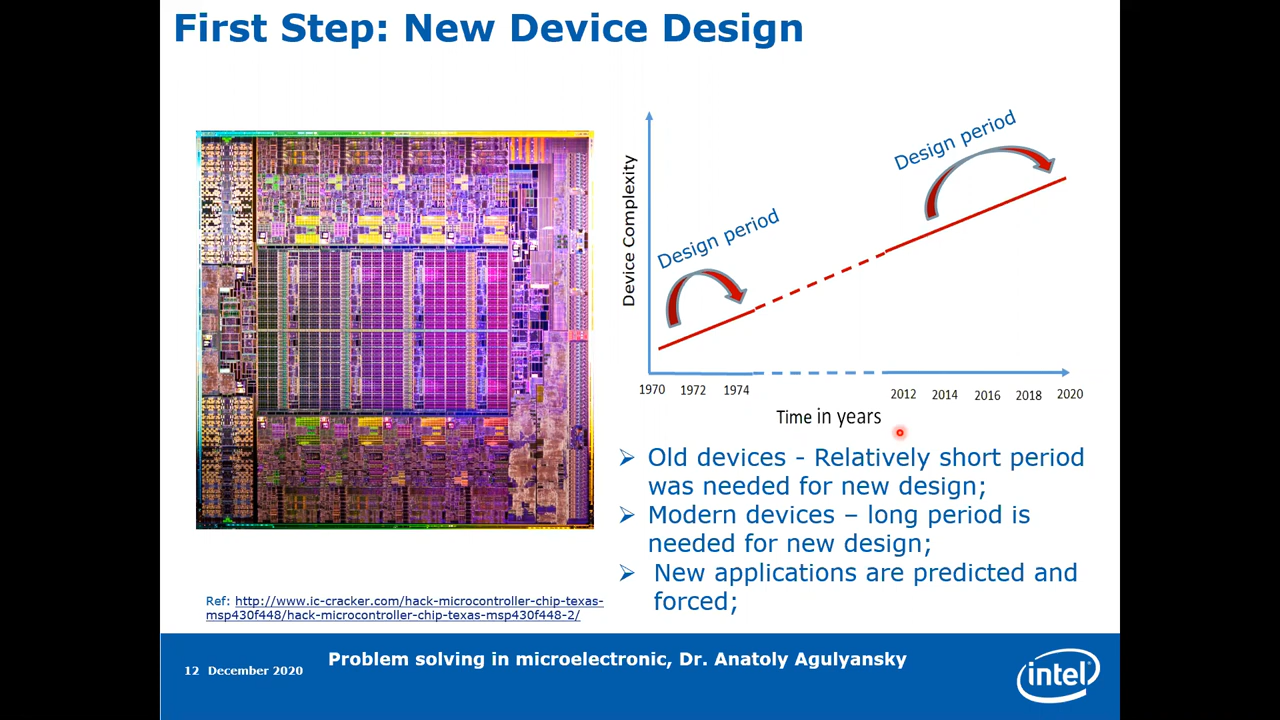 First Step: New Device Design
Device Complexity
Design period
Design period
1970 1972 1974 2012 2014 2016 2018 2020
Time in years
➢ Old devices - Relatively short period
was needed for new design;
➢ Modern devices – long period is
needed for new design;
➢ New applications are predicted and
forced;
Ref: http://www.ic-cracker.com/hack-microcontroller-chip-texas-
msp430f448/hack-microcontroller-chip-texas-msp430f448-2/
12 December 2020
Problem solving in microelectronic, Dr. Anatoly Agulyansky
intel